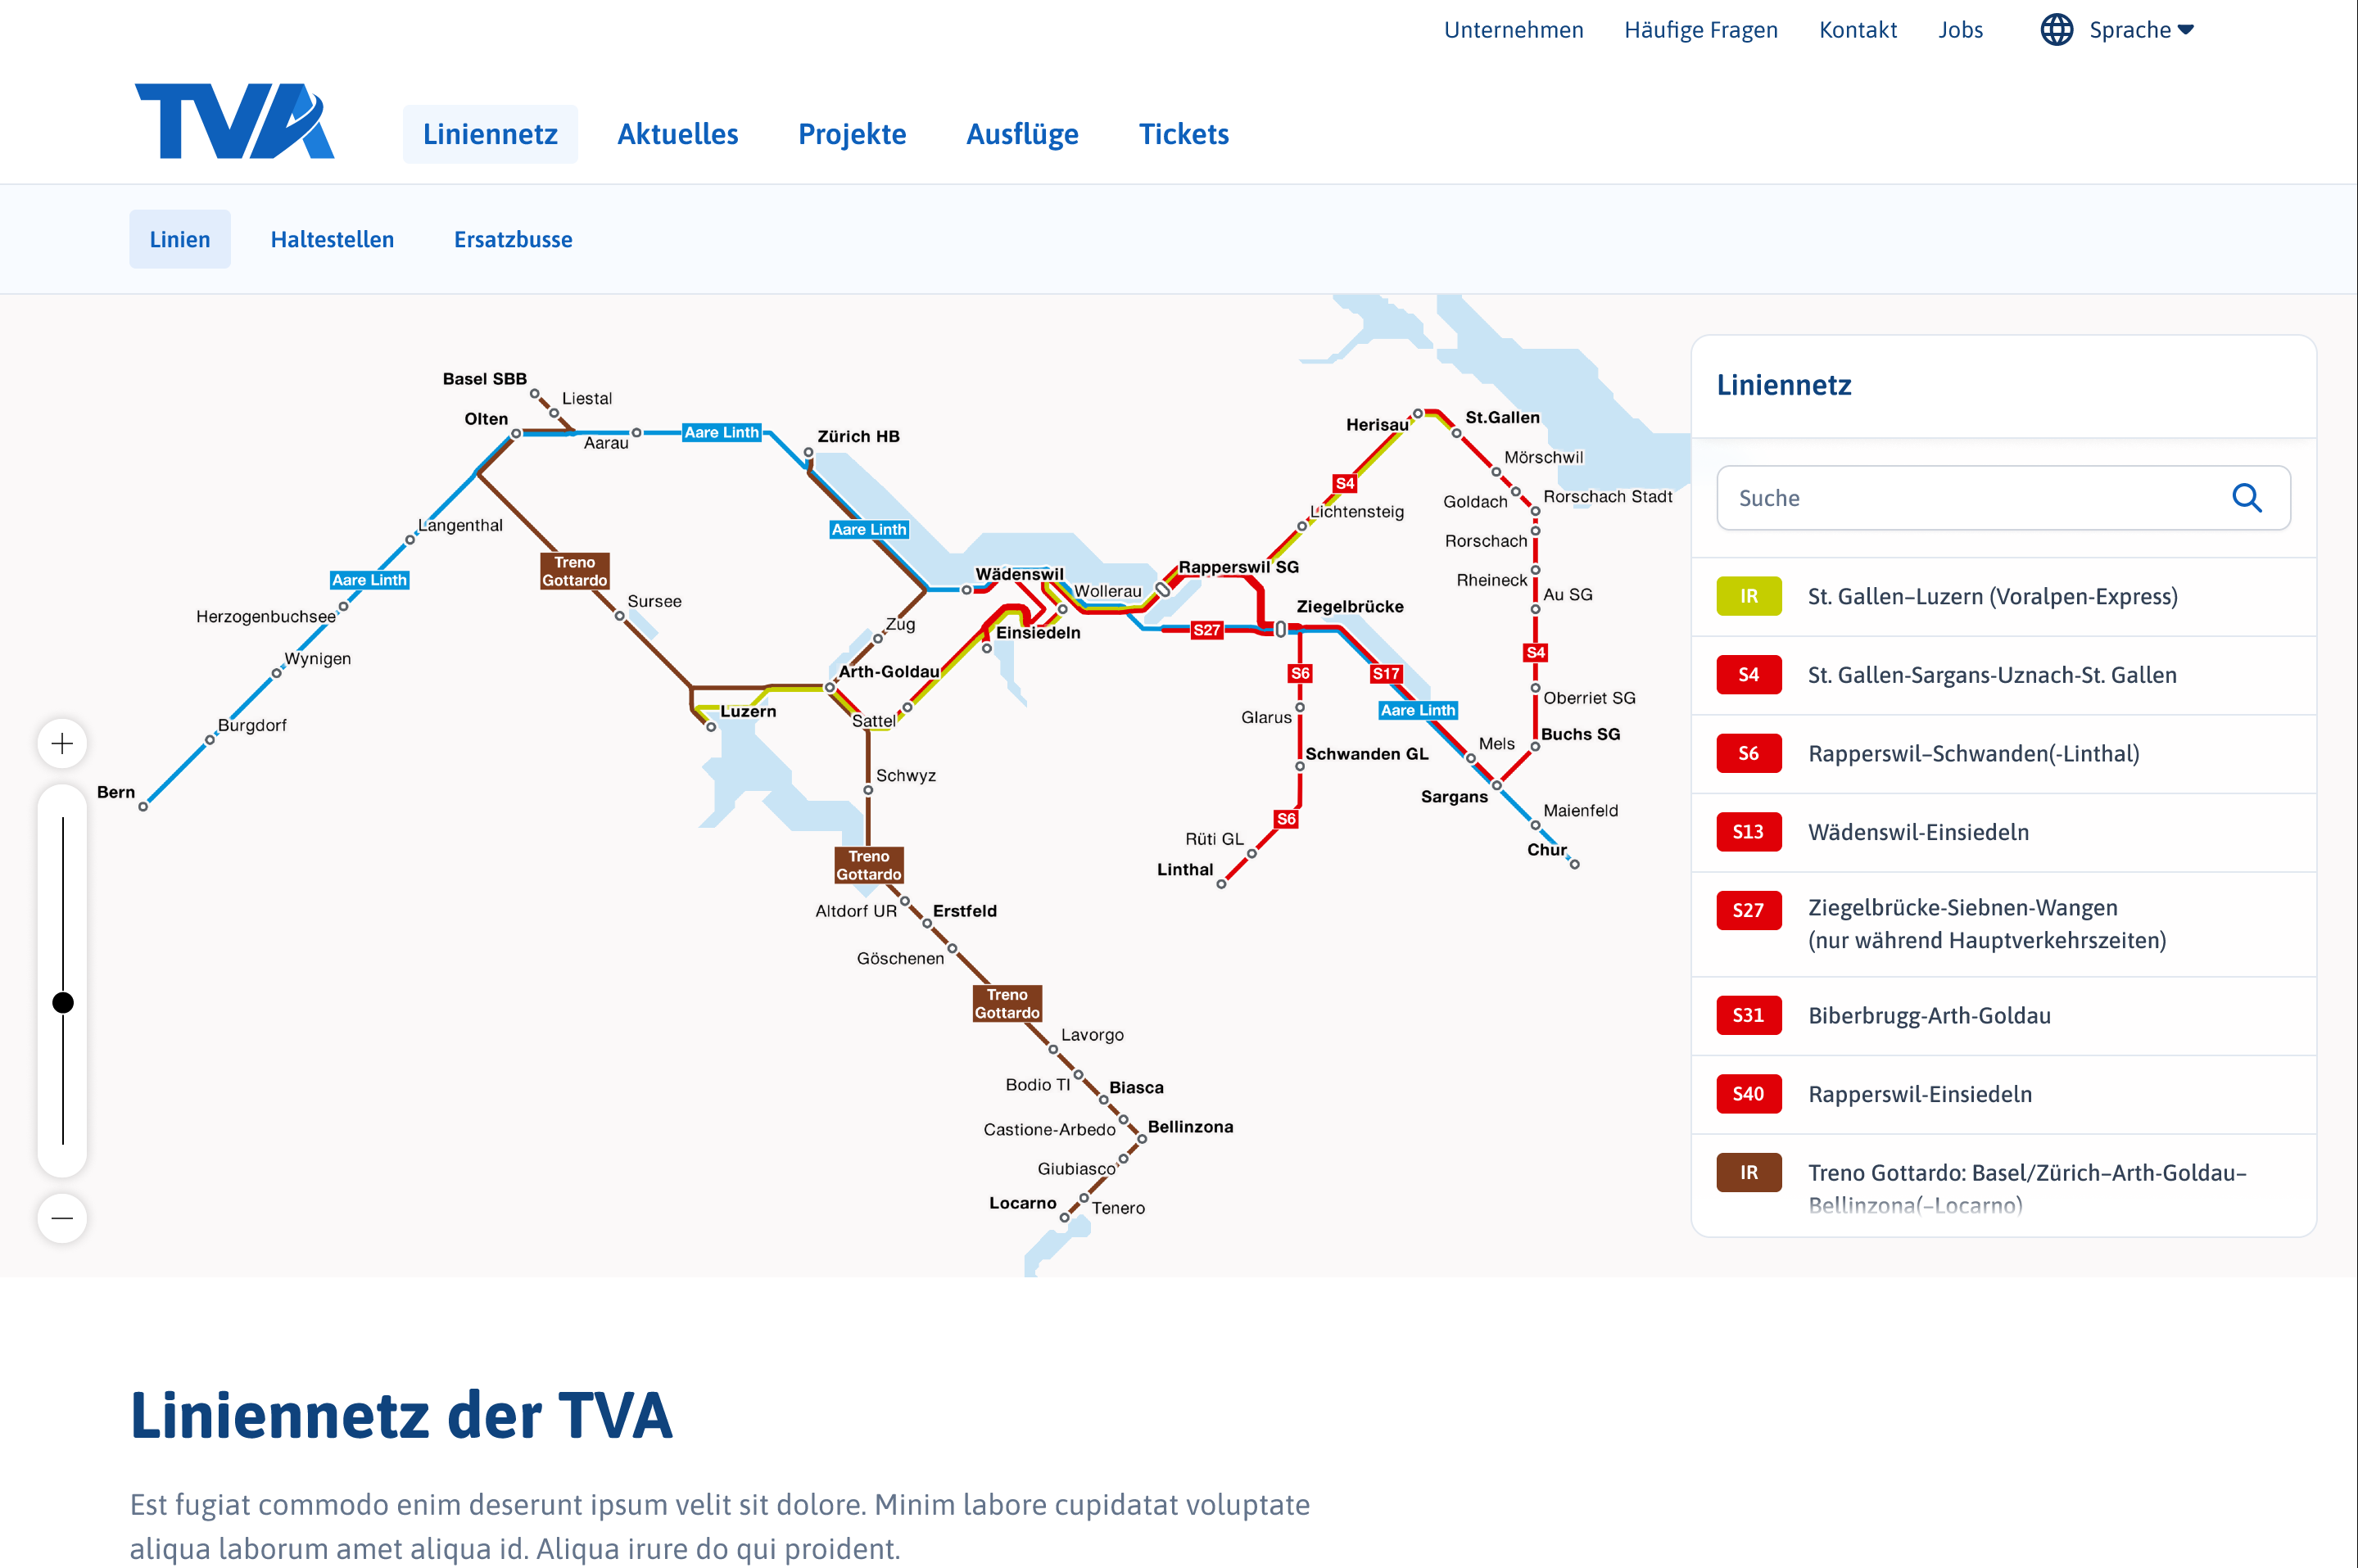 Unternehmen Häufige Fragen Kontakt Jobs Sprache
TVA
Liniennetz Aktuelles Projekte Ausflüge Tickets
Linien Haltestellen Ersatzbusse
Basel SBB
Liestal
Olten
Aarau
Aare Linth
Zürich HB
Langenthal
Aare Linth
Aare Linth
Treno
Gottardo
Herzogenbuchsee
Sursee
Wynigen
Burgdorf
Bern
Wädenswil
Wollerau
Zug
Einsiedeln
Arth-Goldau
Luzern
Sattel
Schwyz
Treno
Gottardo
Altdorf UR
Erstfeld
Göschenen
Treno
Gottardo
Lavorgo
Bodio TI
Biasca
Castione-Arbedo
Bellinzona
Giubiasco
Locarno
Tenero
Herisau
St.Gallen
Mörschwil
S4
Goldach
Rorschach Stadt
Lichtensteig
Rorschach
Rapperswil SG
Rheineck
Au SG
Ziegelbrücke
S27
S4
S6
S17
Oberriet SG
Aare Linth
Glarus
Buchs SG
Mels
Schwanden GL
Sargans
Maienfeld
S6
Rüti GL
Chur
Linthal
Liniennetz
Suche
IR St. Gallen–Luzern (Voralpen-Express)
S4 St. Gallen-Sargans-Uznach-St. Gallen
S6 Rapperswil–Schwanden(-Linthal)
S13 Wädenswil-Einsiedeln
S27 Ziegelbrücke-Siebnen-Wangen
(nur während Hauptverkehrszeiten)
S31 Biberbrugg-Arth-Goldau
S40 Rapperswil-Einsiedeln
IR Treno Gottardo: Basel/Zürich–Arth-Goldau–
Bellinzona(–Locarno)
Liniennetz der TVA
Est fugiat commodo enim deserunt ipsum velit sit dolore. Minim labore cupidatat voluptate
aliqua laborum amet aliqua id. Aliqua irure do qui proident.